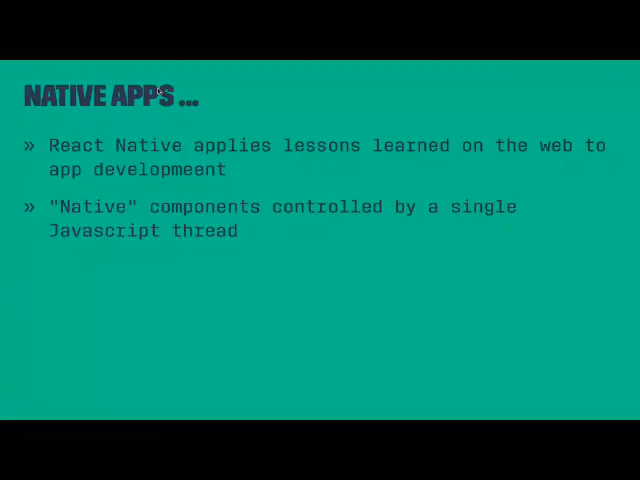 NATIVE APPS ...
» React Native applies lessons learned on the web to
app developmeent
» "Native" components controlled by a single
Javascript thread